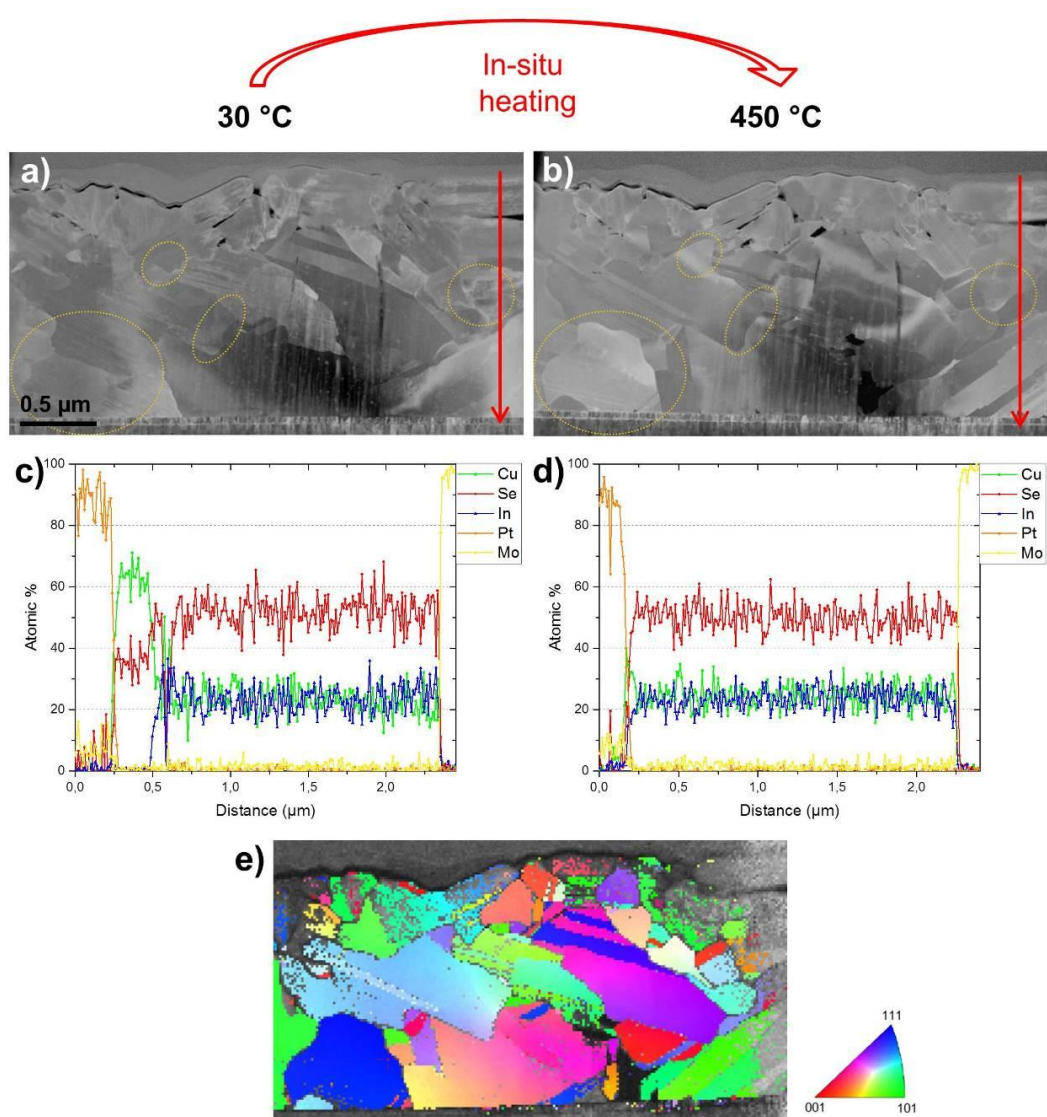 In-situ
heating
30 °C
450 °C
a)
b)
0.5 µm
c)
100
80
60
40
20
0
Atomic %
0,0
0,5
1,0
1,5
2,0
Distance (µm)
Cu
Se
In
Pt
Mo
d)
100
80
60
40
20
0
Atomic %
0,0
0,5
1,0
1,5
2,0
Distance (µm)
Cu
Se
In
Pt
Mo
e)
111
001
101